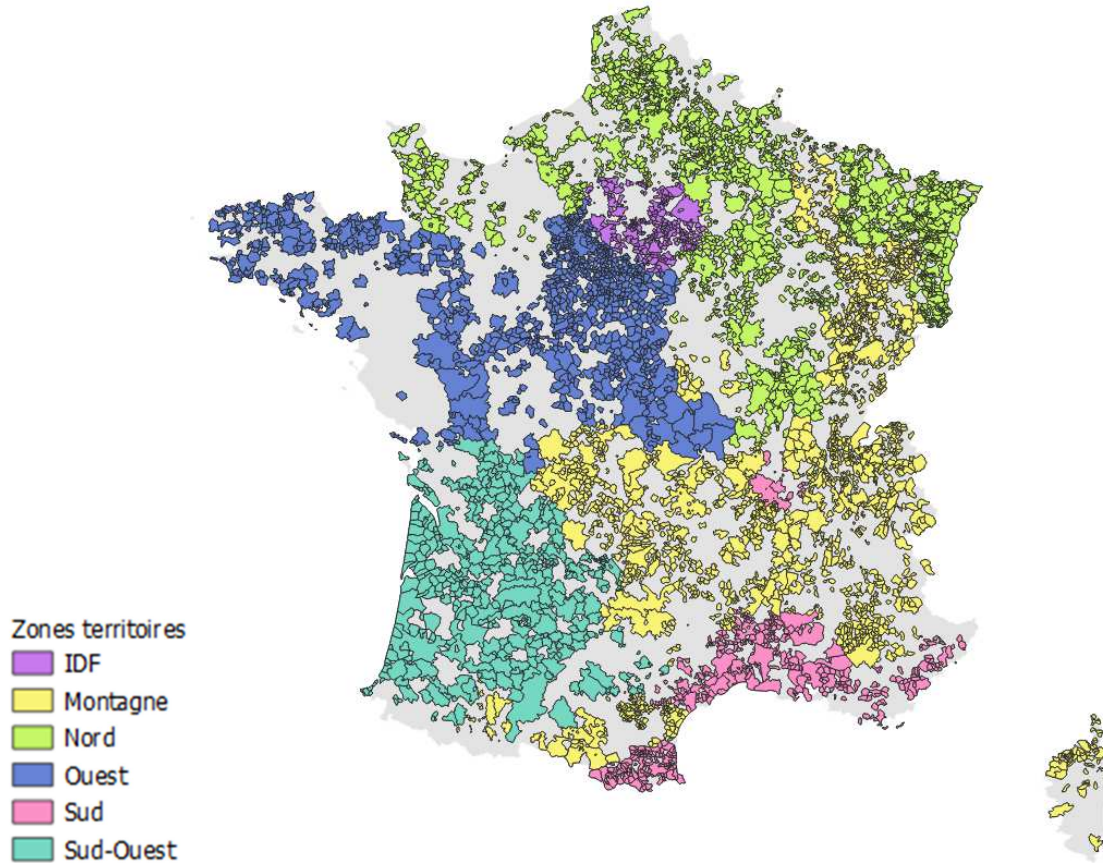 Zones territoires
IDF
Montagne
Nord
Ouest
Sud
Sud-Ouest